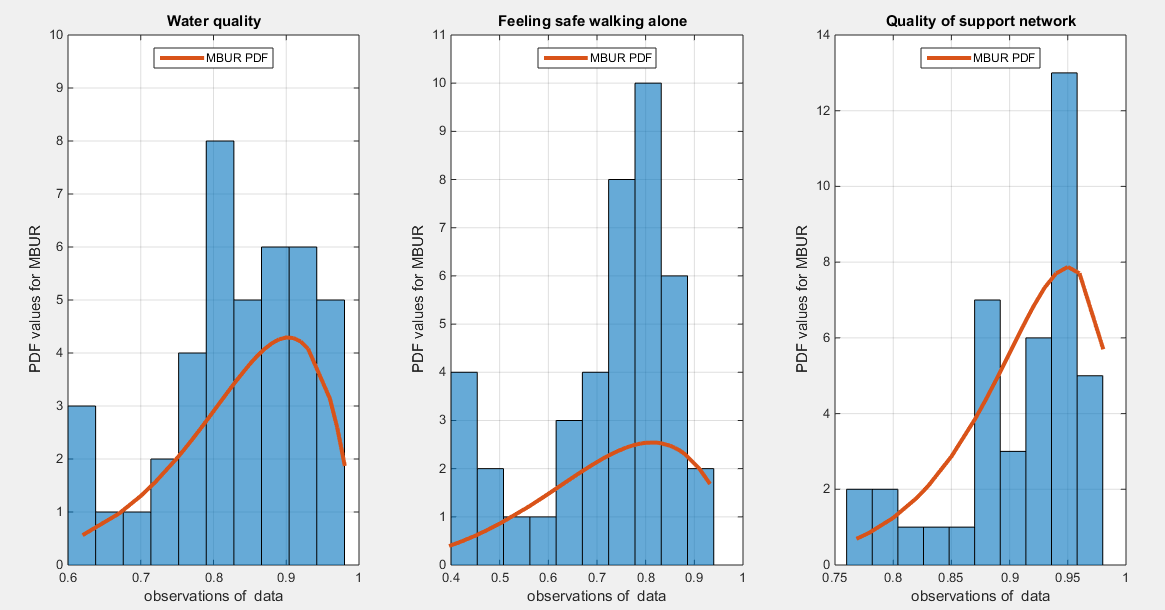 Water quality
MBUR PDF
PDF values for MBUR
10
9
8
7
6
5
4
3
2
1
0
0.6 0.7 0.8 0.9 1
observations of data
Feeling safe walking alone
MBUR PDF
PDF values for MBUR
11
10
9
8
7
6
5
4
3
2
1
0
0.4 0.5 0.6 0.7 0.8 0.9 1
observations of data
Quality of support network
MBUR PDF
PDF values for MBUR
14
12
10
8
6
4
2
0
0.75 0.8 0.85 0.9 0.95 1
observations of data